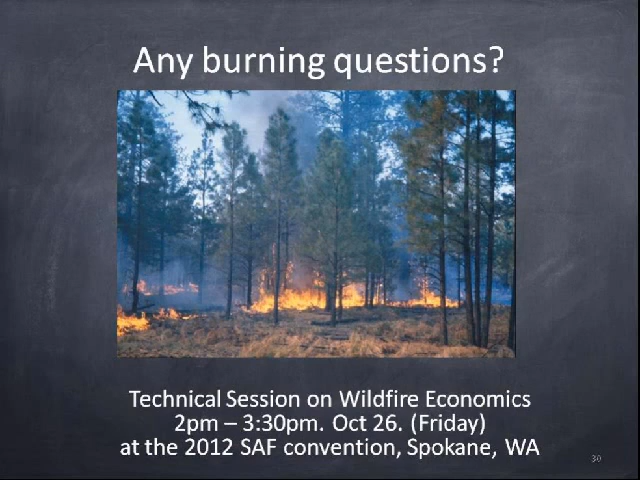 Any burning questions?
Technical Session on Wildfire Economics
2pm – 3:30pm. Oct 26. (Friday)
at the 2012 SAF convention, Spokane, WA
30